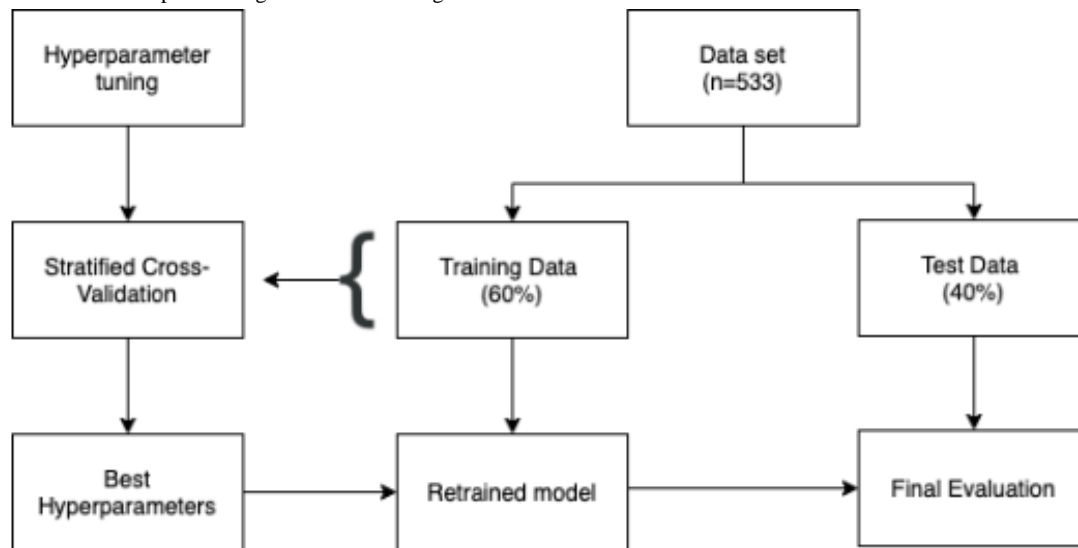 Hyperparameter
tuning
Data set
(n=533)
Stratified Cross-
Validation
{
Training Data
(60%)
Test Data
(40%)
Best
Hyperparameters
Retrained model
Final Evaluation